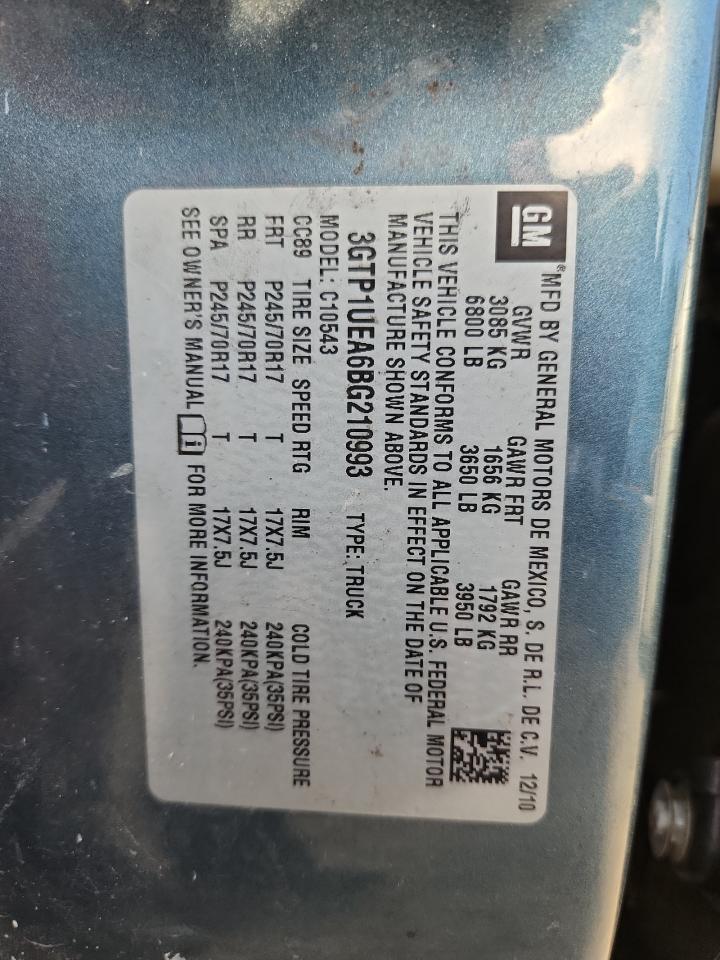 GM ® MFD BY GENERAL MOTORS DE MEXICO, S. DE R.L. DE C.V. 12/10
GVWR GAWR FRT GAWR RR
3085 KG 1656 KG 1792 KG
6800 LB 3650 LB 3950 LB
THIS VEHICLE CONFORMS TO ALL APPLICABLE U.S. FEDERAL MOTOR
VEHICLE SAFETY STANDARDS IN EFFECT ON THE DATE OF
MANUFACTURE SHOWN ABOVE.
3GTP1UEA6BG210993 TYPE: TRUCK
MODEL: C10543
CC89 TIRE SIZE SPEED RTG RIM COLD TIRE PRESSURE
FRT P245/70R17 T 17X7.5J 240KPA(35PSI)
RR P245/70R17 T 17X7.5J 240KPA(35PSI)
SPA P245/70R17 T 17X7.5J 240KPA(35PSI)
SEE OWNER'S MANUAL i FOR MORE INFORMATION.